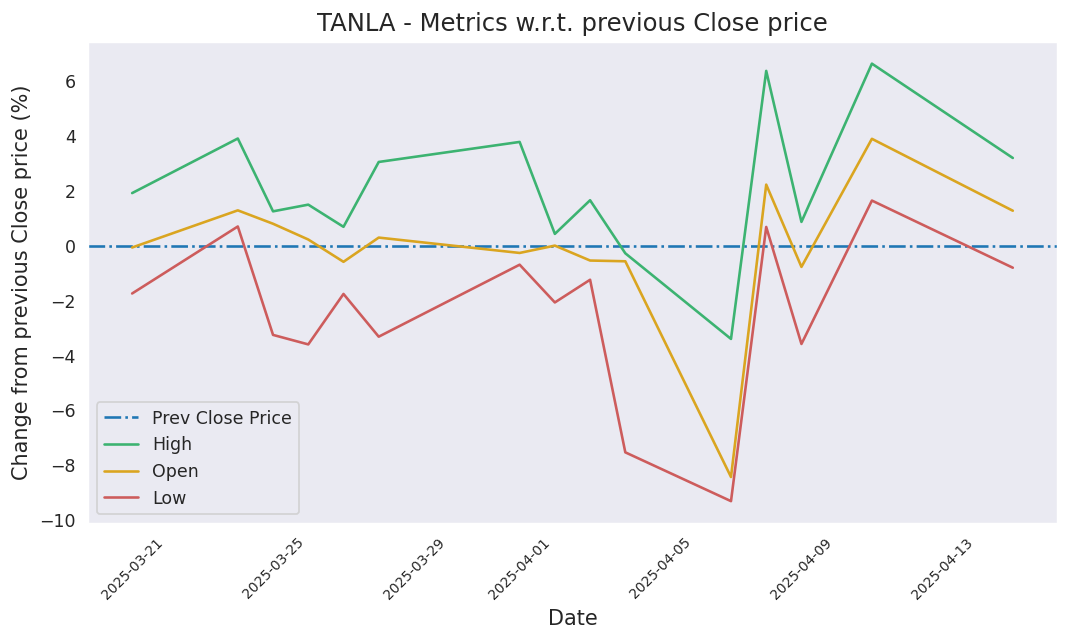 TANLA - Metrics w.r.t. previous Close price
Change from previous Close price (%)
6
4
2
0
−2
−4
−6
−8
−10
Prev Close Price
High
Open
Low
2025-03-21
2025-03-25
2025-03-29
2025-04-01
2025-04-05
2025-04-09
2025-04-13
Date